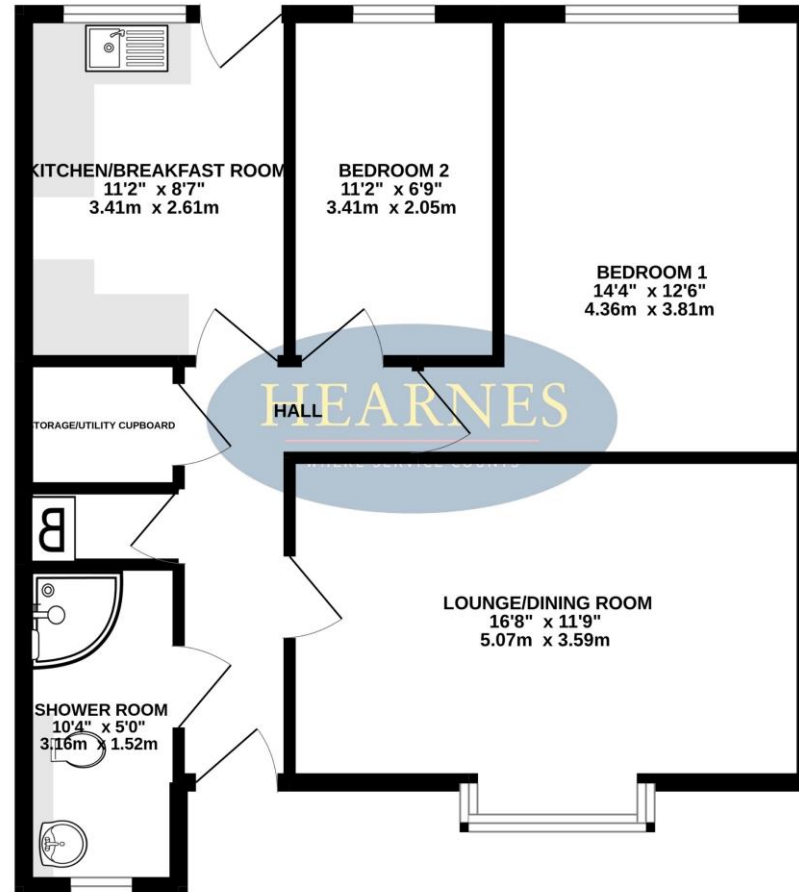 KITCHEN/BREAKFAST ROOM
11'2" x 8'7"
3.41m x 2.61m
BEDROOM 2
11'2" x 6'9"
3.41m x 2.05m
BEDROOM 1
14'4" x 12'6"
4.36m x 3.81m
HEARNES
HALL
WHERE SERVICE COUNTS
STORAGE/UTILITY CUPBOARD
B
LOUNGE/DINING ROOM
16'8" x 11'9"
5.07m x 3.59m
SHOWER ROOM
10'4" x 5'0"
3.16m x 1.52m